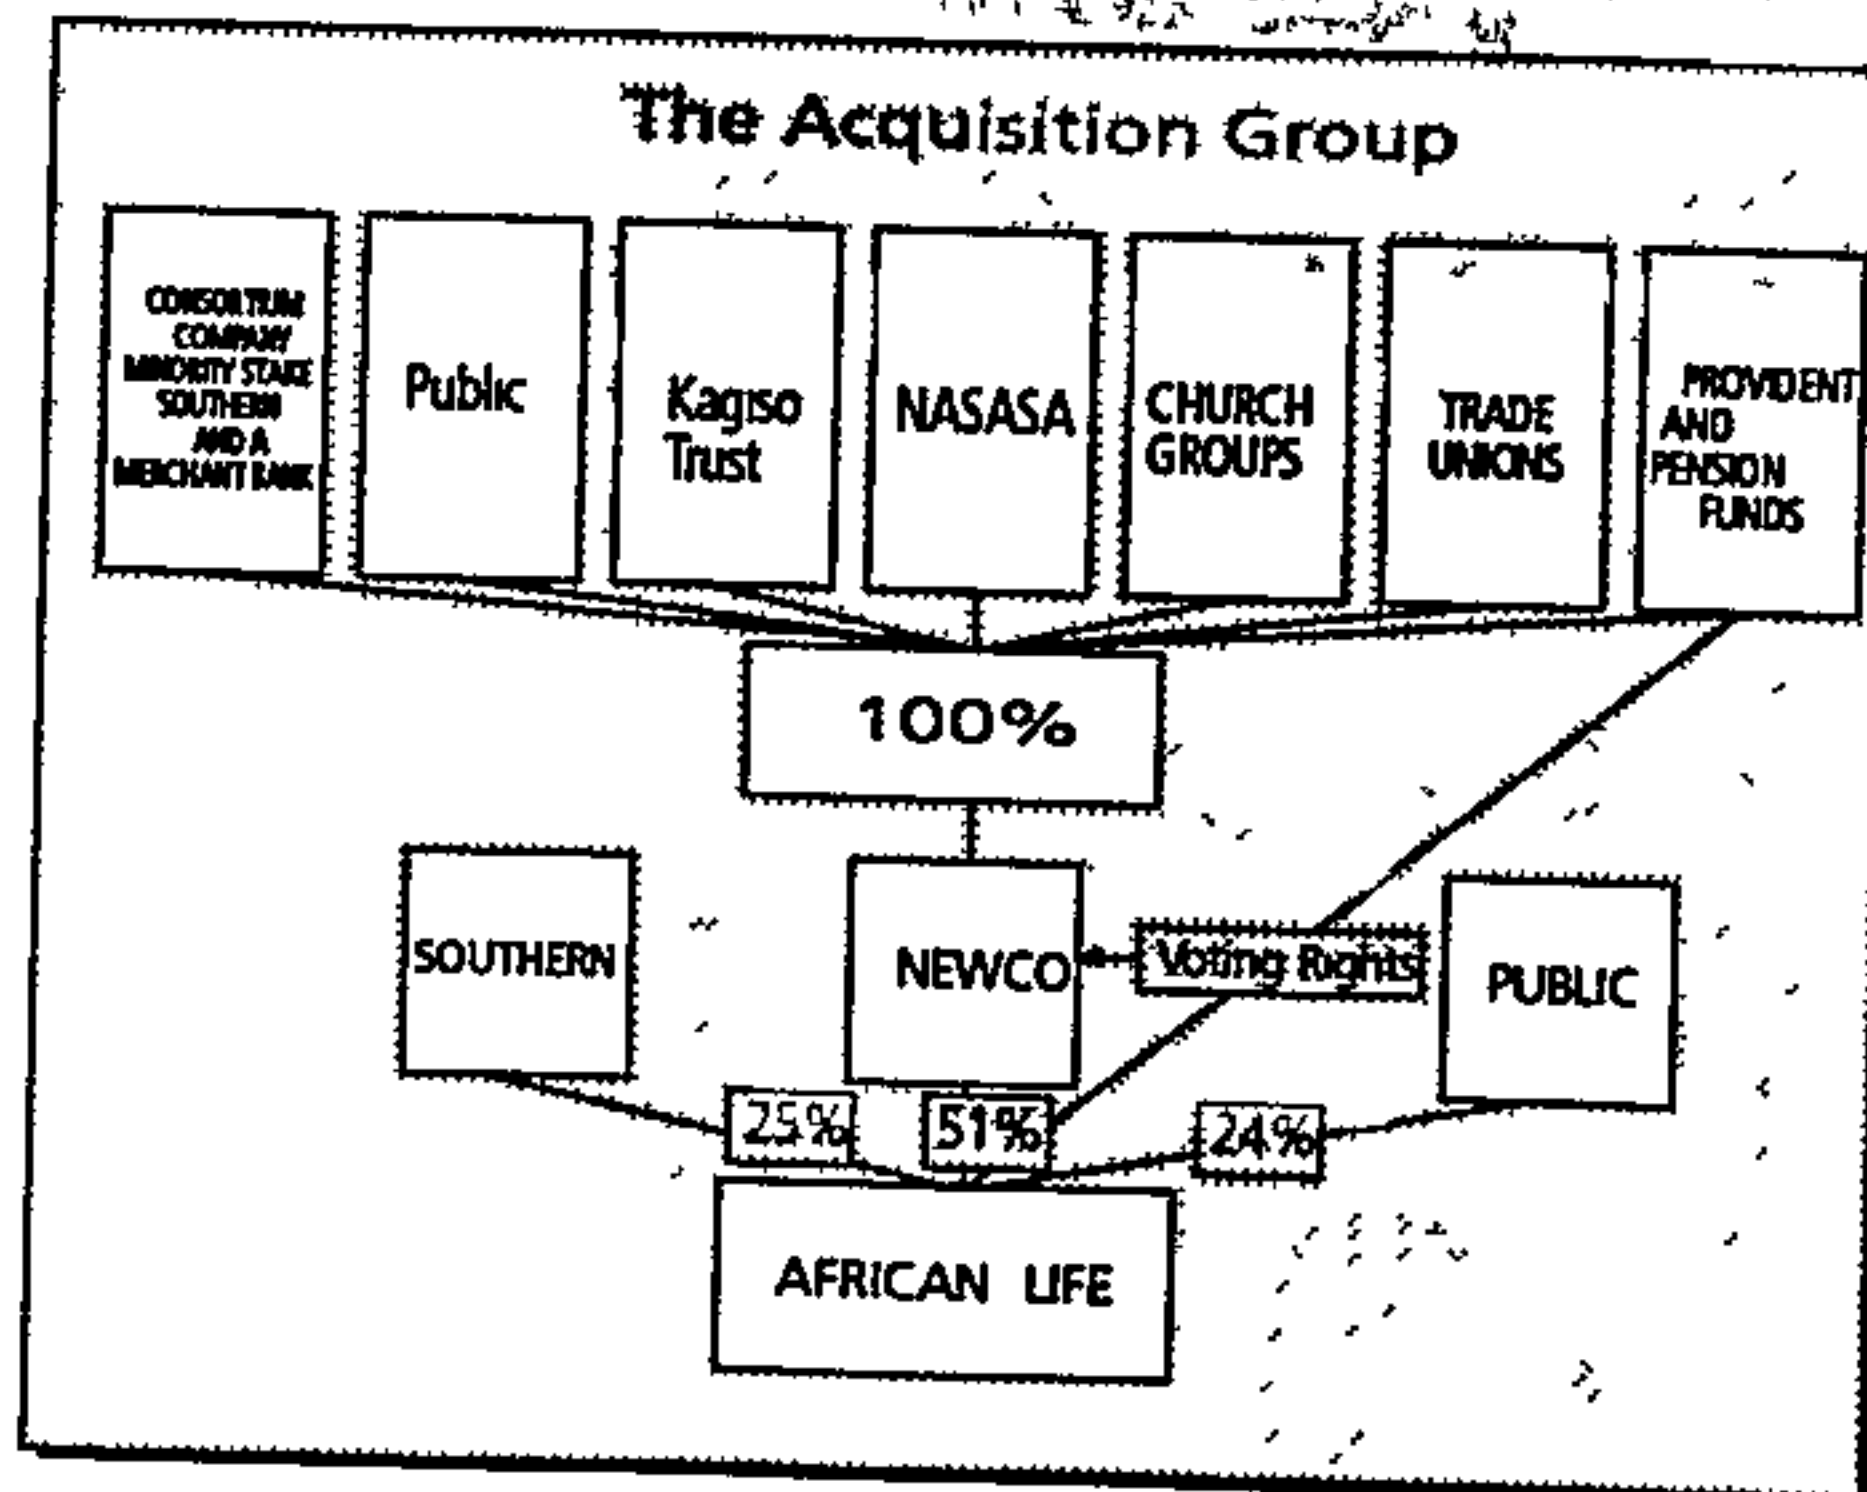 The Acquisition Group
CONSORTIUM
COMPANY
MINORITY STAKE
SOUTHERN
AND A
MERCHANT BANK
Public
Kagiso
Trust
NASASA
CHURCH
GROUPS
TRADE
UNIONS
PROVIDENT
AND
PENSION
FUNDS
100%
SOUTHERN
NEWCO
Voting Rights
PUBLIC
25%
51%
24%
AFRICAN LIFE